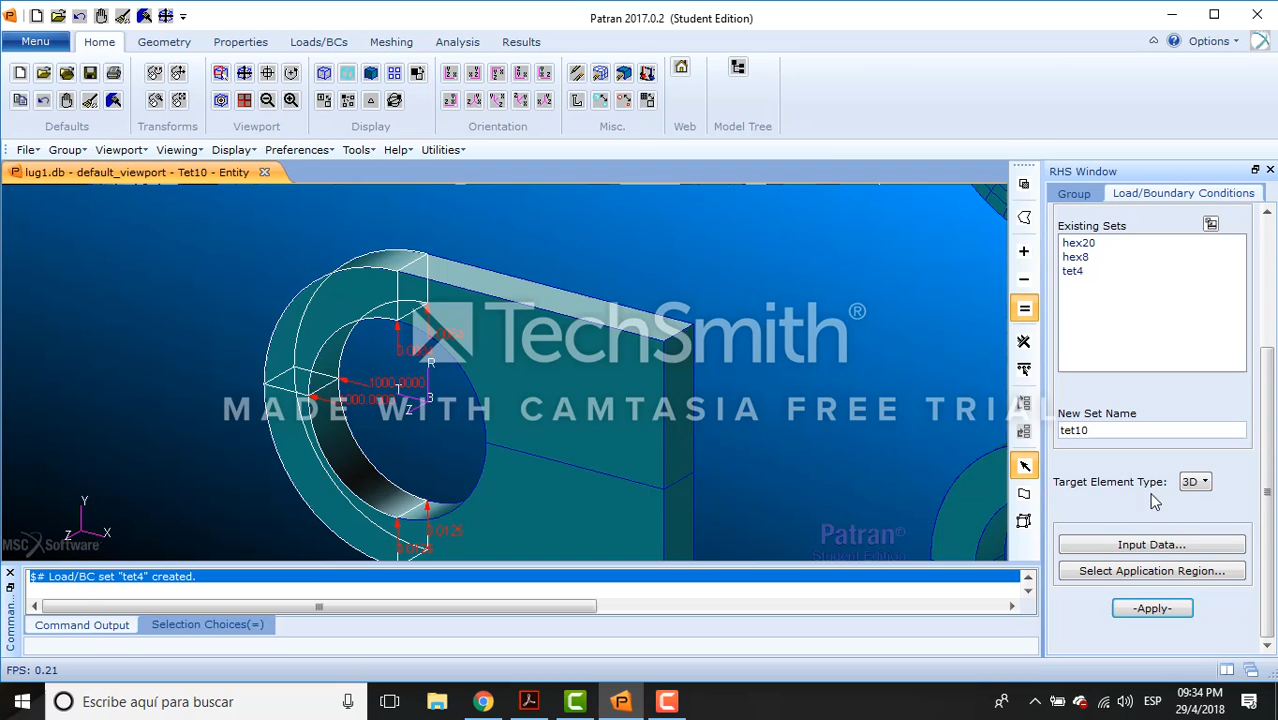 Patran 2017.0.2 (Student Edition)
Menu Home Geometry Properties Loads/BCs Meshing Analysis Results Options
Defaults Transforms Viewport Display Orientation Misc. Web Model Tree
File Group Viewport Viewing Display Preferences Tools Help Utilities
lug1.db - default_viewport - Tet10 - Entity
RHS Window
Group Load/Boundary Conditions
Existing Sets
hex20
hex8
tet4
New Set Name
tet10
Target Element Type: 3D
Input Data...
Select Application Region...
-Apply-
TechSmith®
MADE WITH CAMTASIA FREE TRIAL
R
1000.0000
T
3
Z
0.0125
Y
X
Z
MSC Software
Patran®
Student Edition
$# Load/BC set "tet4" created.
Command Output Selection Choices(=)
FPS: 0.21
Escribe aquí para buscar
ESP
09:34 PM
29/4/2018